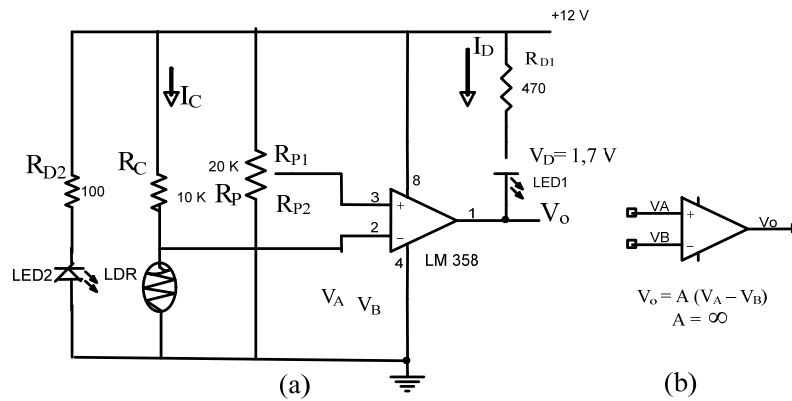 +12 V
I_D
R_D1
470
I_C
R_D2
100
R_C
10 K
20 K
R_P
R_P1
R_P2
8
3
+
2
−
1
4
LM 358
V_D = 1,7 V
LED1
V_o
LED2
LDR
V_A
V_B
(a)
VA
+
VB
−
Vo
V_o = A (V_A – V_B)
A = ∞
(b)